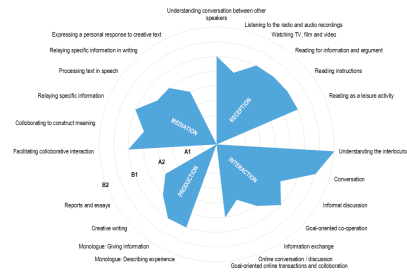 Understanding conversation between other
speakers
Listening to the radio and audio recordings
Watching TV, film and video
Reading for information and argument
Reading instructions
Reading as a leisure activity
Understanding the interlocuto
Conversation
Informal discussion
Goal-oriented co-operation
Information exchange
Online conversation / discussion
Goal-oriented online transactions and collaboration
Monologue: Describing experience
Monologue: Giving information
Creative writing
Reports and essays
Facilitating collaborative interaction
Collaborating to construct meaning
Relaying specific information
Processing text in speech
Relaying specific information in writing
Expressing a personal response to creative text
RECEPTION
INTERACTION
PRODUCTION
MEDIATION
A1
A2
B1
B2